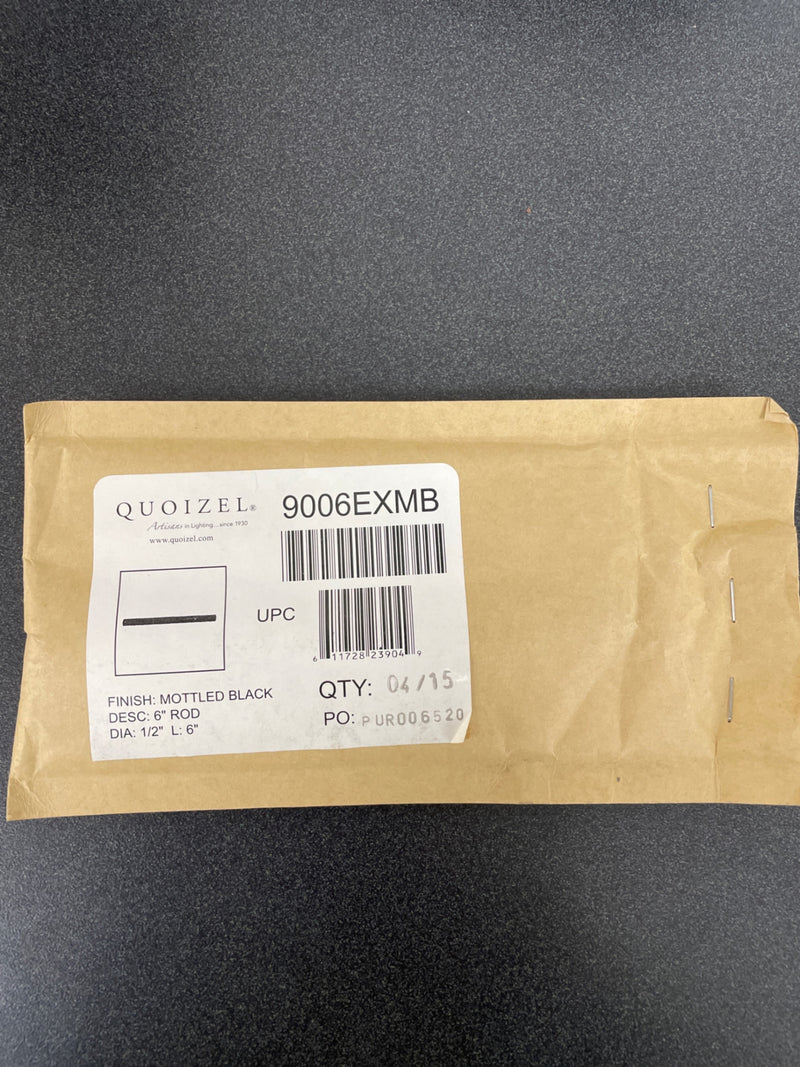 QUOIZEL®
Artisans in Lighting...since 1930
www.quoizel.com
9006EXMB
UPC
6 11728 23904 9
FINISH: MOTTLED BLACK
DESC: 6" ROD
DIA: 1/2" L: 6"
QTY: 04/15
PO: PUR006520